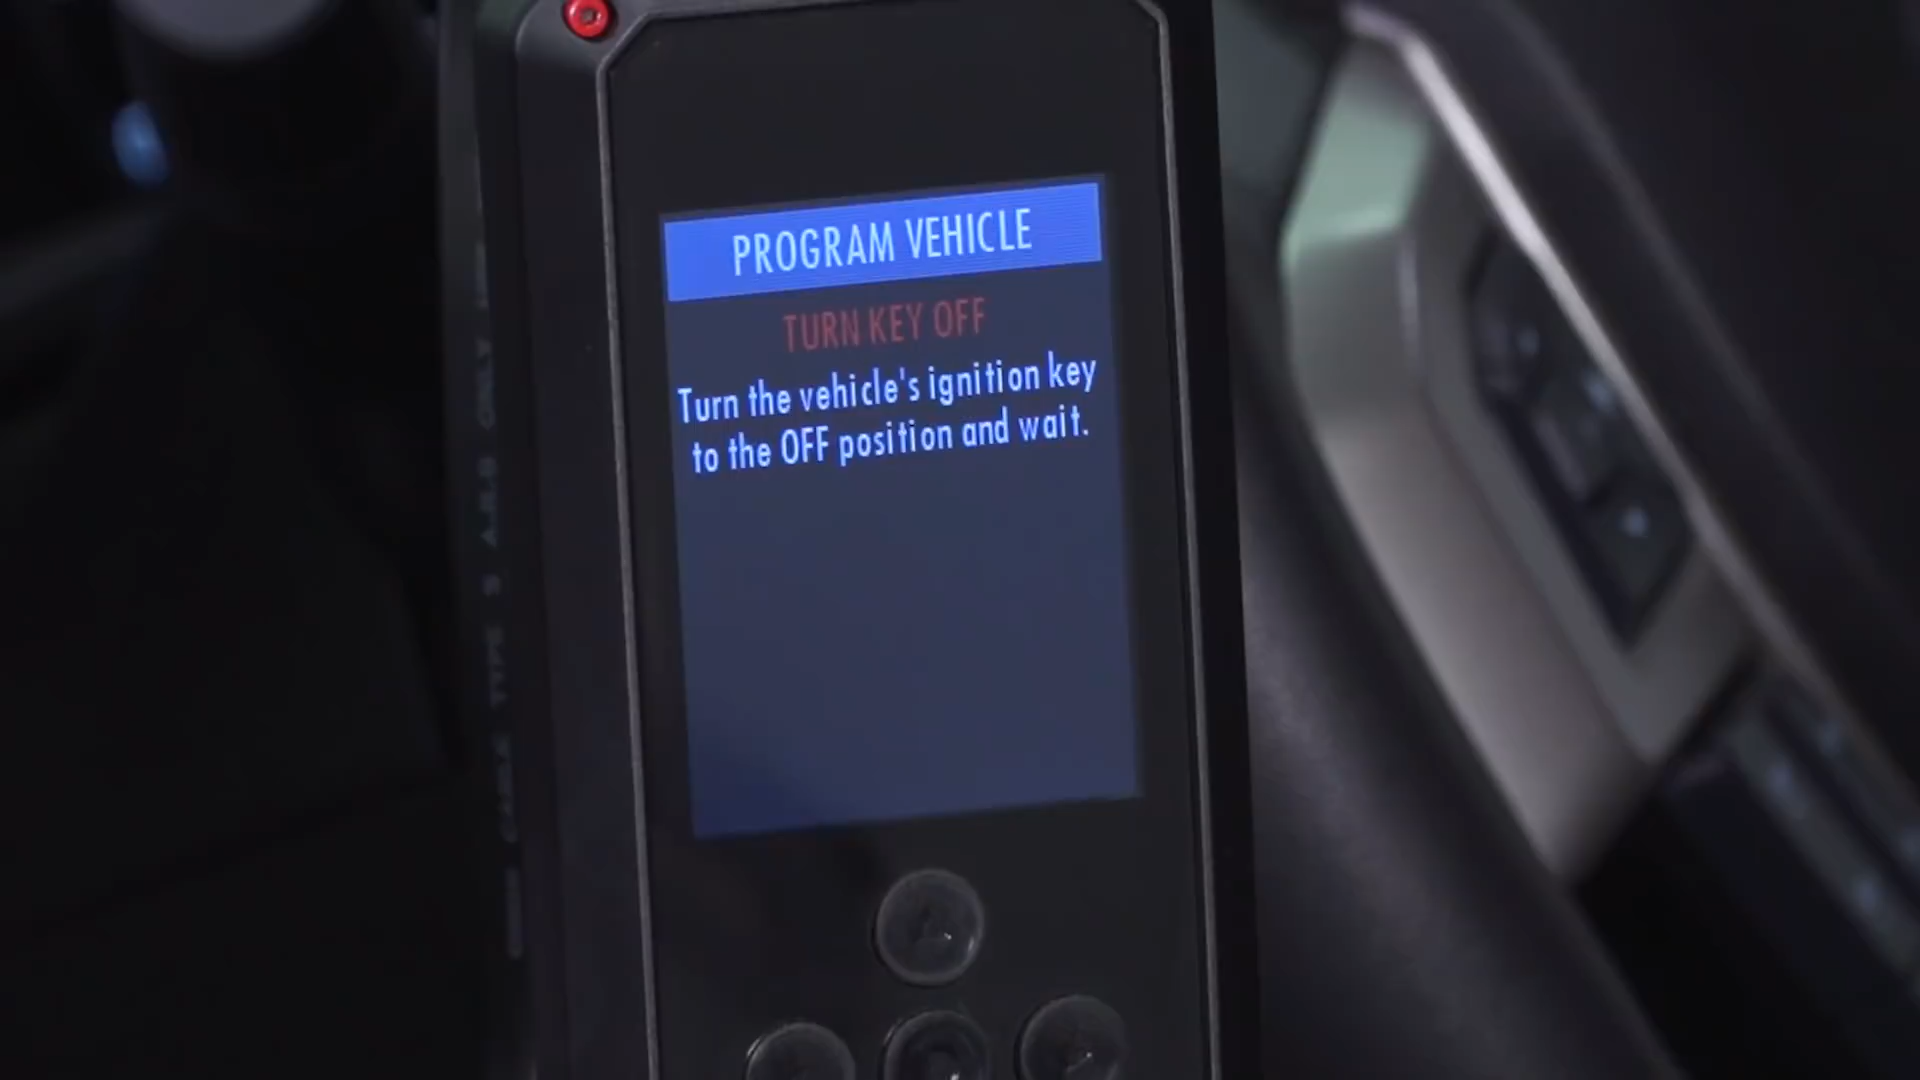 PROGRAM VEHICLE
TURN KEY OFF
Turn the vehicle's ignition key
to the OFF position and wait.